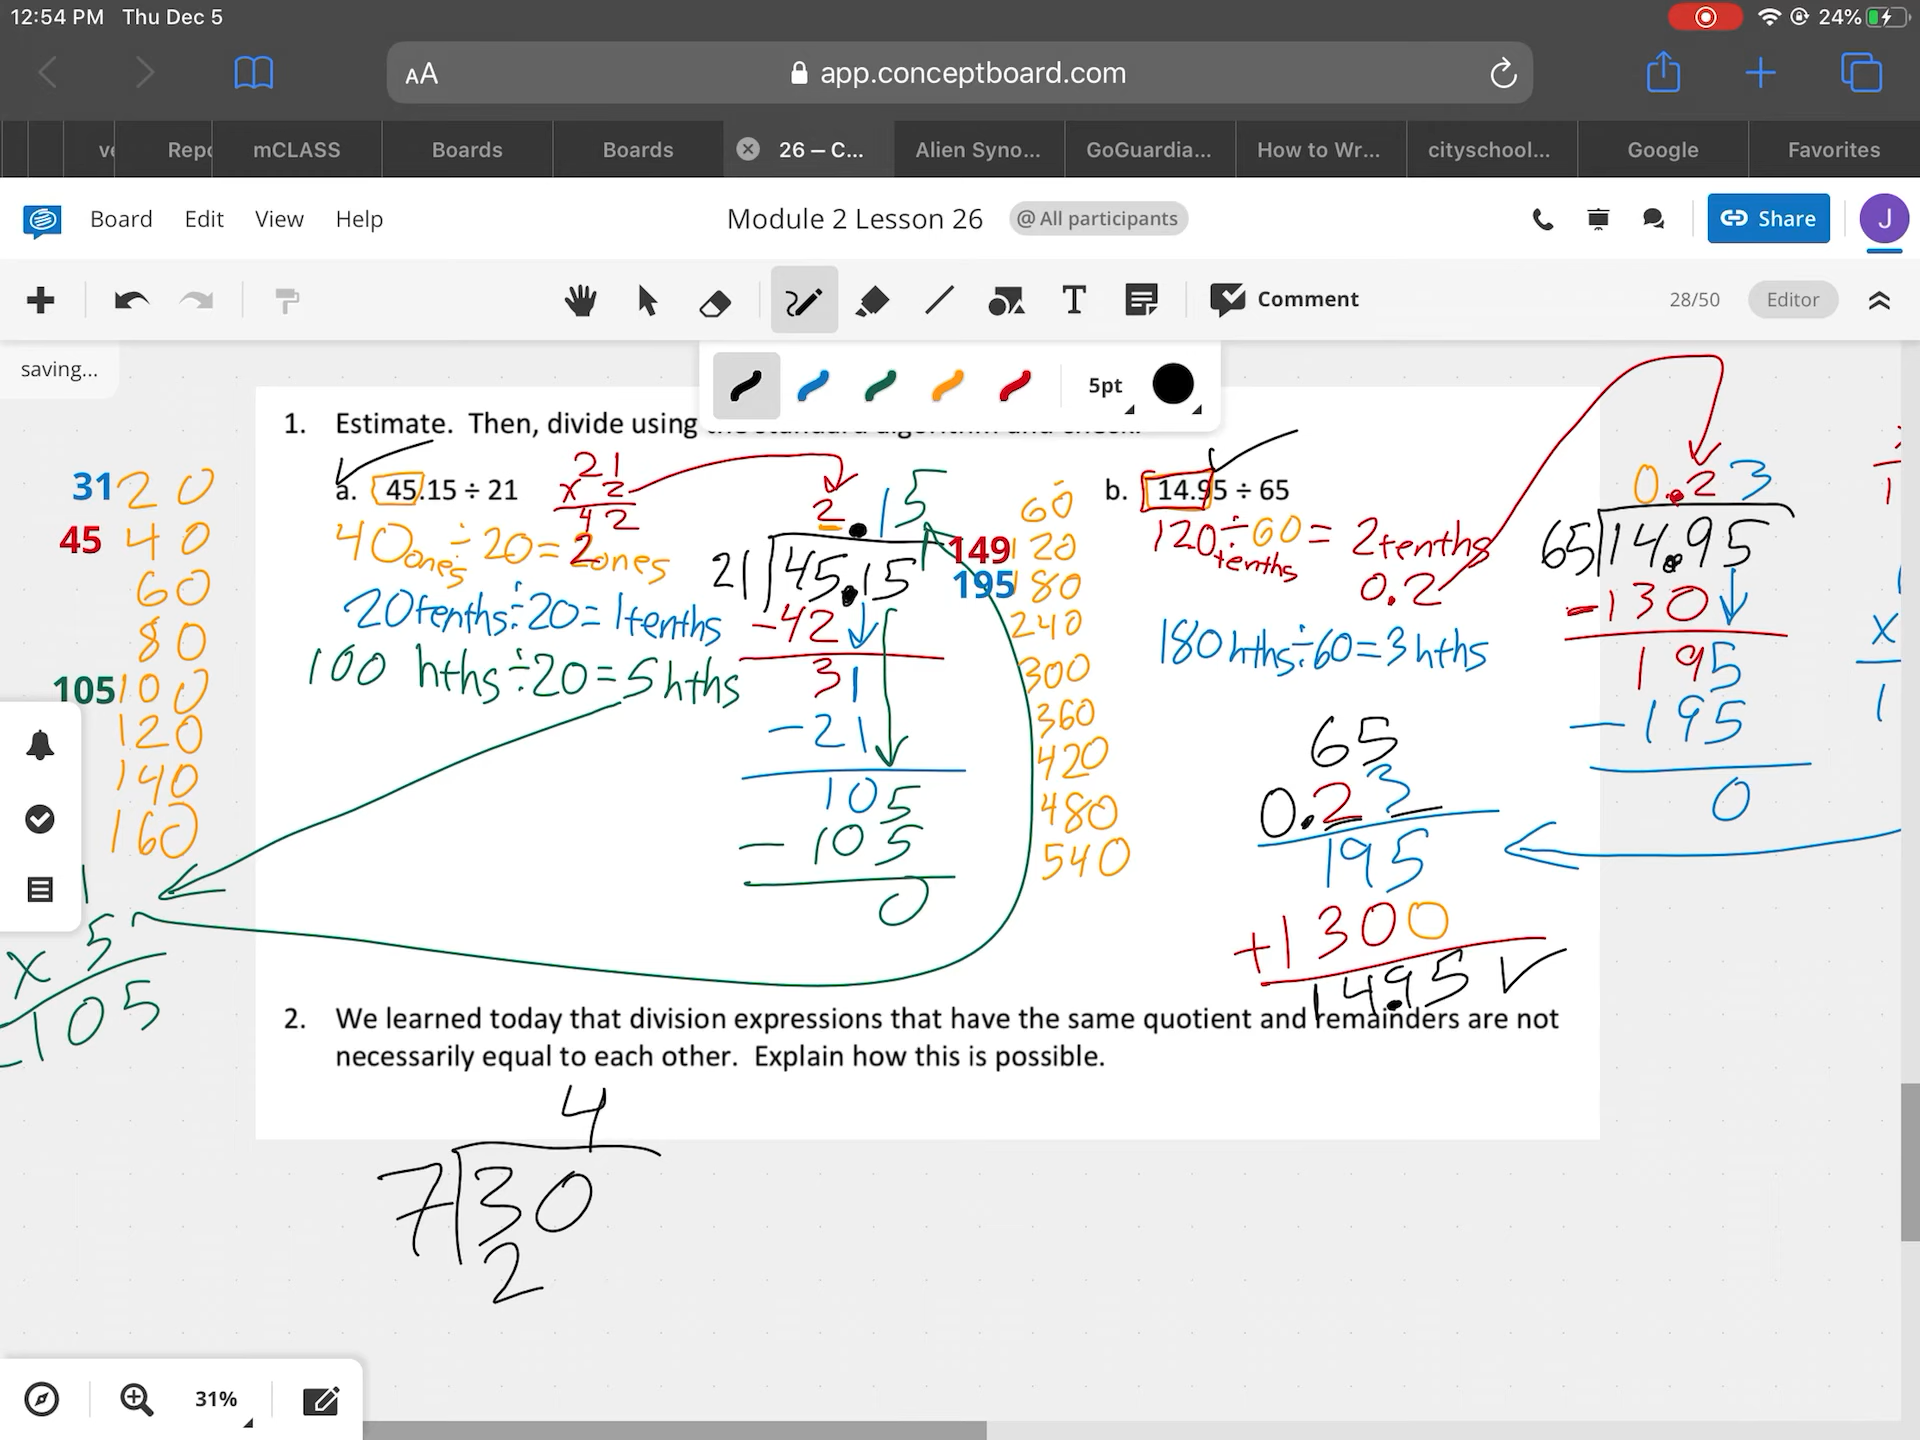 12:54 PM Thu Dec 5
24%
AA
app.conceptboard.com
ve
Repo
mCLASS
Boards
Boards
26 – C...
Alien Syno...
GoGuardia...
How to Wr...
cityschool...
Google
Favorites
Board
Edit
View
Help
Module 2 Lesson 26
@ All participants
Share
J
T
Comment
28/50
Editor
saving...
5pt
1. Estimate. Then, divide using
a. 45.15 ÷ 21
21
x 2
42
40 ones ÷ 20 = 2 ones
20 tenths ÷ 20 = 1 tenths
100 hths ÷ 20 = 5 hths
2.15
21 45.15
-42
31
-21
105
-105
0
31 20
45 40
60
80
105 100
120
140
160
1
x 5
105
60
149 120
195 180
240
300
360
420
480
540
b. 14.95 ÷ 65
120 tenths ÷ 60 = 2 tenths
0.2
180 hths ÷ 60 = 3 hths
65
0.23
195
+1300
14.95 ✓
0.23
65 14.95
-130
195
-195
0
1
x
1
2. We learned today that division expressions that have the same quotient and remainders are not
necessarily equal to each other. Explain how this is possible.
4
7 30
2
31%